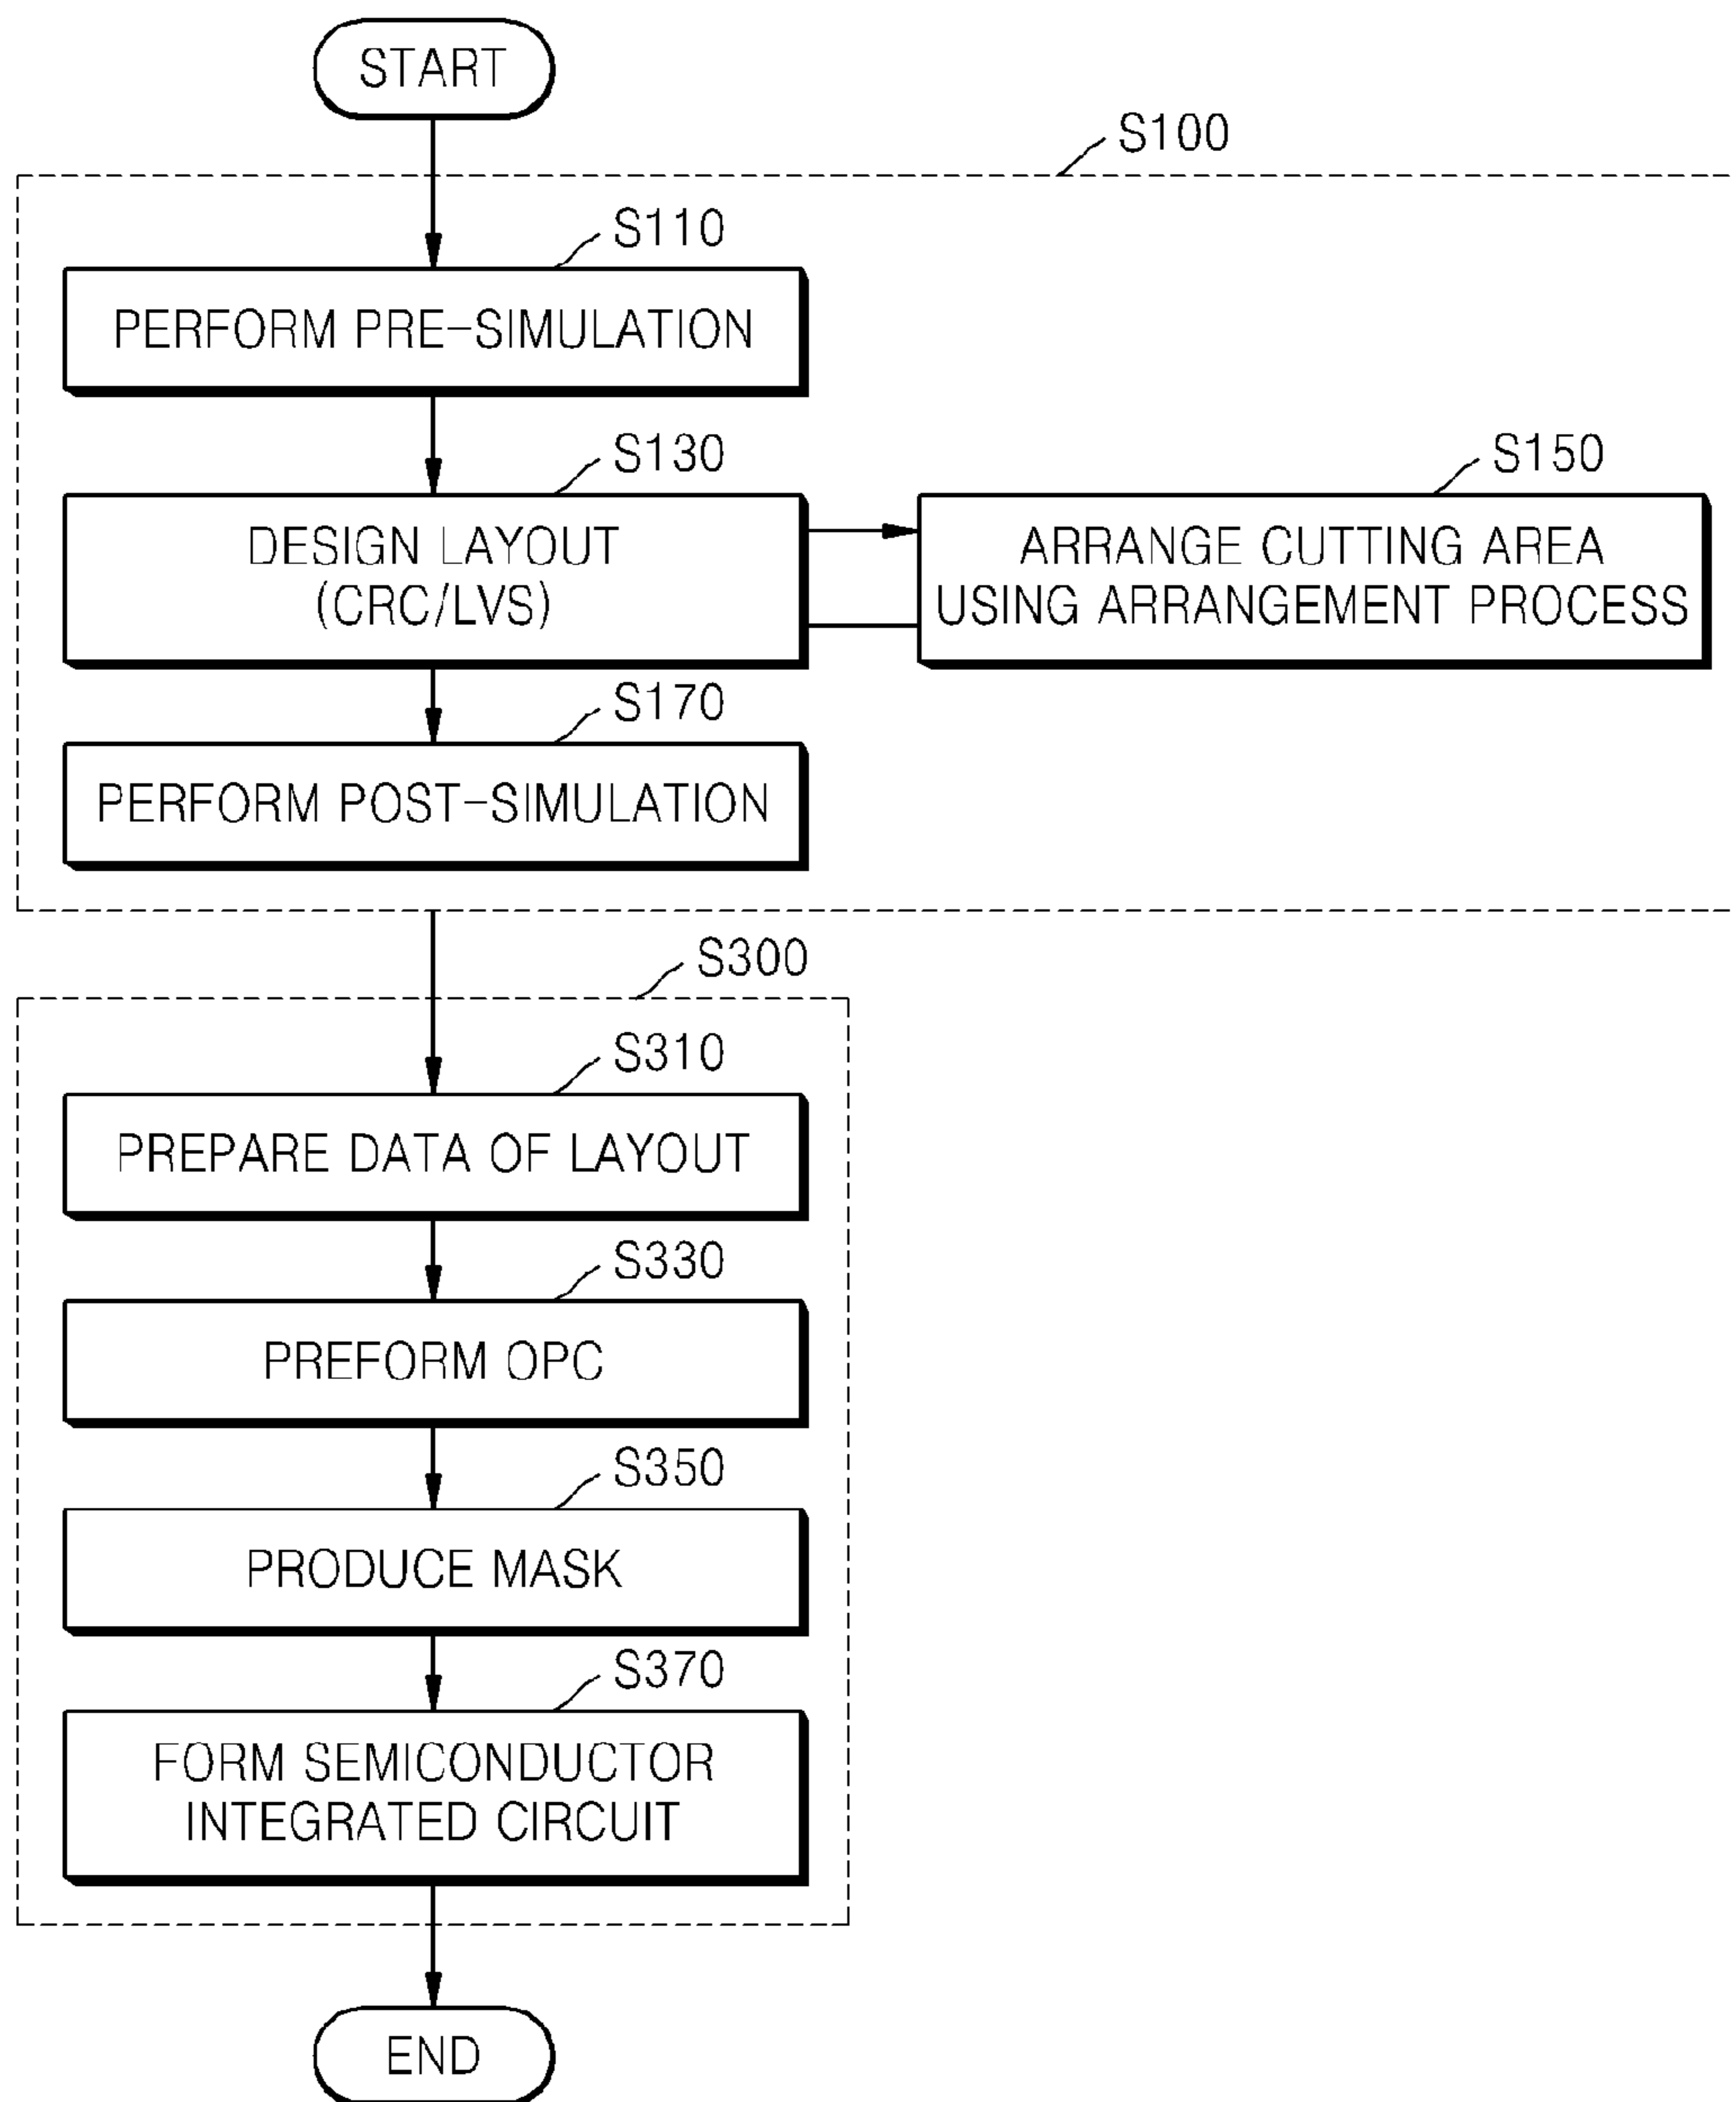 START
S100
S110
PERFORM PRE-SIMULATION
S130
DESIGN LAYOUT
(CRC/LVS)
S150
ARRANGE CUTTING AREA
USING ARRANGEMENT PROCESS
S170
PERFORM POST-SIMULATION
S300
S310
PREPARE DATA OF LAYOUT
S330
PREFORM OPC
S350
PRODUCE MASK
S370
FORM SEMICONDUCTOR
INTEGRATED CIRCUIT
END